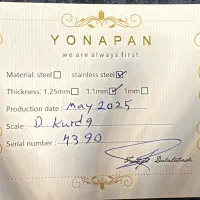 YONAPAN
we are always first
Material: steel☐ stainless steel☑
Thickness: 1.25mm☐ 1.1mm☑ 1mm☐
Production date: may 2025
Scale: D Kurd 9
Serial number: 4390